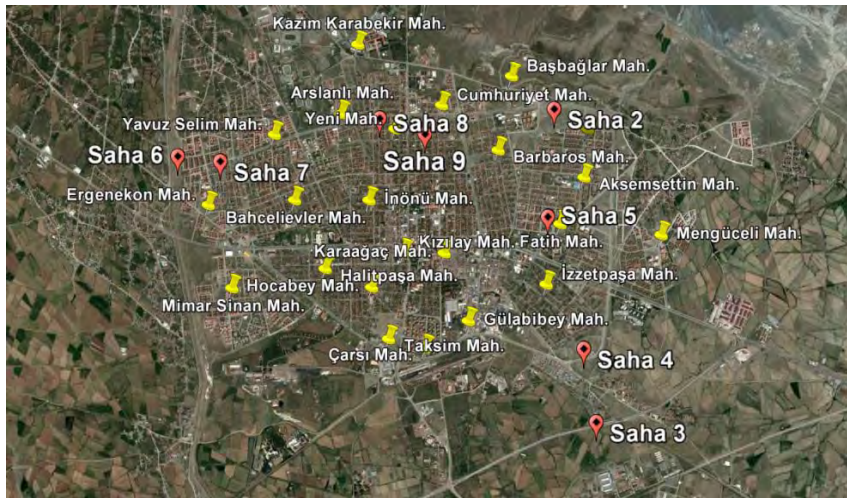 Kazım Karabekir Mah.
Başbağlar Mah.
Arslanlı Mah.
Cumhuriyet Mah.
Yavuz Selim Mah.
Yeni Mah.
Saha 8
Saha 2
Saha 9
Barbaros Mah.
Saha 6
Saha 7
Aksemsettin Mah.
Ergenekon Mah.
Bahcelievler Mah.
İnönü Mah.
Saha 5
Mengüceli Mah.
Karaağaç Mah.
Kızılay Mah.
Fatih Mah.
Hocabey Mah.
Halitpaşa Mah.
İzzetpaşa Mah.
Mimar Sinan Mah.
Gülabibey Mah.
Çarsı Mah.
Taksim Mah.
Saha 4
Saha 3